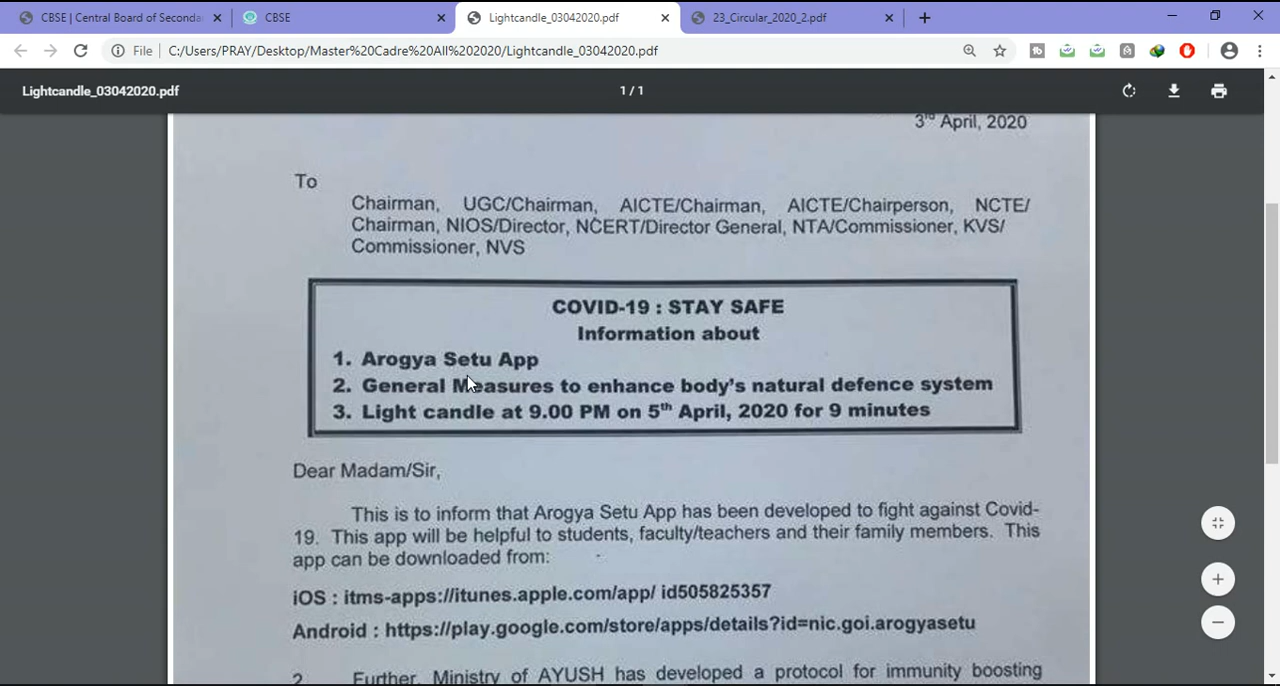 CBSE | Central Board of Seconda
CBSE
Lightcandle_03042020.pdf
23_Circular_2020_2.pdf
File
C:/Users/PRAY/Desktop/Master%20Cadre%20All%202020/Lightcandle_03042020.pdf
Lightcandle_03042020.pdf
1 / 1
3rd April, 2020
To
Chairman, UGC/Chairman, AICTE/Chairman, AICTE/Chairperson, NCTE/
Chairman, NIOS/Director, NCERT/Director General, NTA/Commissioner, KVS/
Commissioner, NVS
COVID-19 : STAY SAFE
Information about
1. Arogya Setu App
2. General Measures to enhance body's natural defence system
3. Light candle at 9.00 PM on 5th April, 2020 for 9 minutes
Dear Madam/Sir,
This is to inform that Arogya Setu App has been developed to fight against Covid-
19. This app will be helpful to students, faculty/teachers and their family members. This
app can be downloaded from:
iOS : itms-apps://itunes.apple.com/app/ id505825357
Android : https://play.google.com/store/apps/details?id=nic.goi.arogyasetu
2. Further, Ministry of AYUSH has developed a protocol for immunity boosting